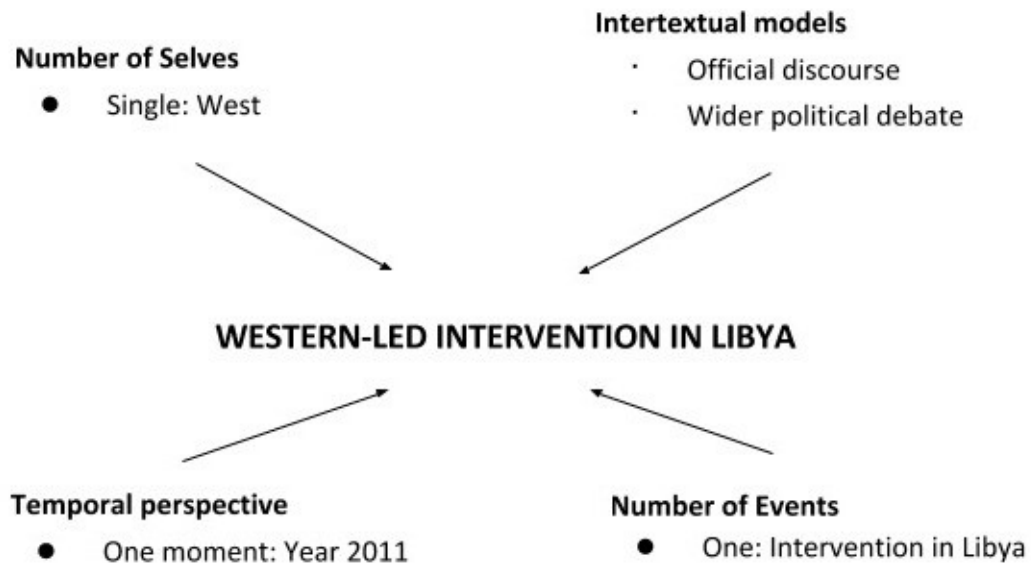 Number of Selves
● Single: West
Intertextual models
· Official discourse
· Wider political debate
WESTERN-LED INTERVENTION IN LIBYA
Temporal perspective
● One moment: Year 2011
Number of Events
● One: Intervention in Libya